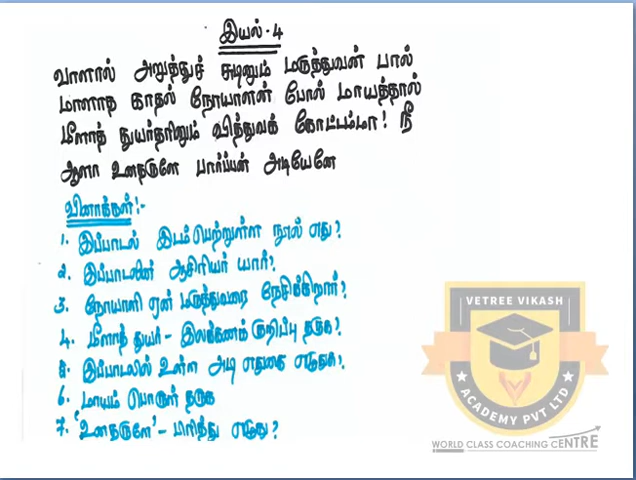 இயல் - 4
வாளால் அறுத்துச் சுடினும் மருத்துவன் பால்
மாளாத காதல் நோயாளன் போல் மாயத்தால்
மீளாத் துயர்தரினும் வித்துவக் கோட்டம்மா! நீ
ஆளா உனதருளே பார்ப்பன் அடியேனே
வினாக்கள்:-
1. இப்பாடல் இடம்பெற்றுள்ள நூல் எது?
2. இப்பாடலின் ஆசிரியர் யார்?
3. நோயாளி ஏன் மருத்துவரை நேசிக்கிறார்?
4. மீளாத் துயர் - இலக்கணக் குறிப்பு தருக?
5. இப்பாடலில் உள்ள அடி எதுகை எழுதுக?
6. மாயம் பொருள் தருக
7. 'உனதருளே' - பிரித்து எழுது?
VETREE VIKASH
ACADEMY PVT LTD
WORLD CLASS COACHING CENTRE